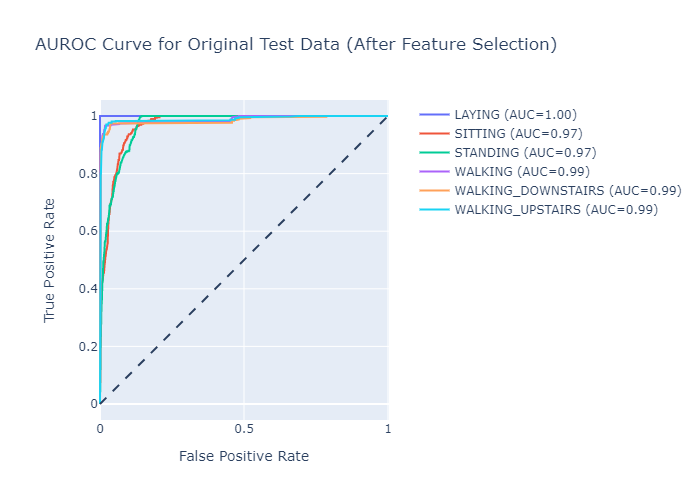 AUROC Curve for Original Test Data (After Feature Selection)
LAYING (AUC=1.00)
SITTING (AUC=0.97)
STANDING (AUC=0.97)
WALKING (AUC=0.99)
WALKING_DOWNSTAIRS (AUC=0.99)
WALKING_UPSTAIRS (AUC=0.99)
True Positive Rate
1
0.8
0.6
0.4
0.2
0
0 0.5 1
False Positive Rate